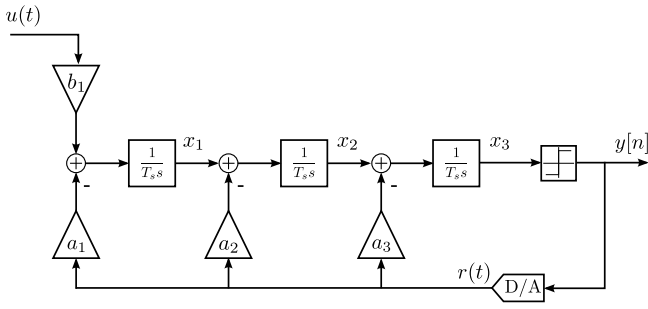 u(t)
b₁
x₁
x₂
x₃
y[n]
+
1/(Tₛs)
+
1/(Tₛs)
+
1/(Tₛs)
-
-
-
a₁
a₂
a₃
r(t)
D/A